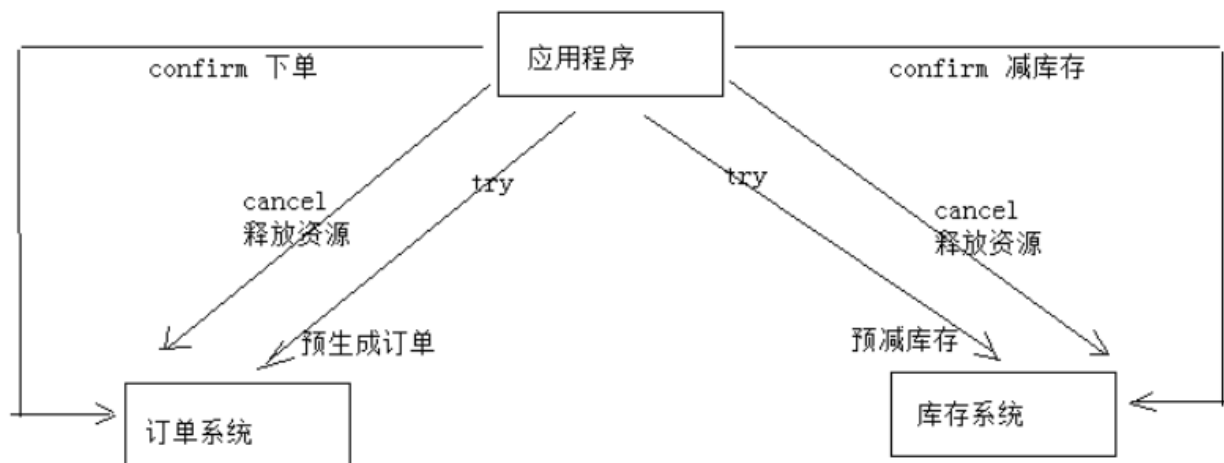 应用程序
confirm 下单
confirm 减库存
try
try
cancel
释放资源
cancel
释放资源
预生成订单
预减库存
订单系统
库存系统